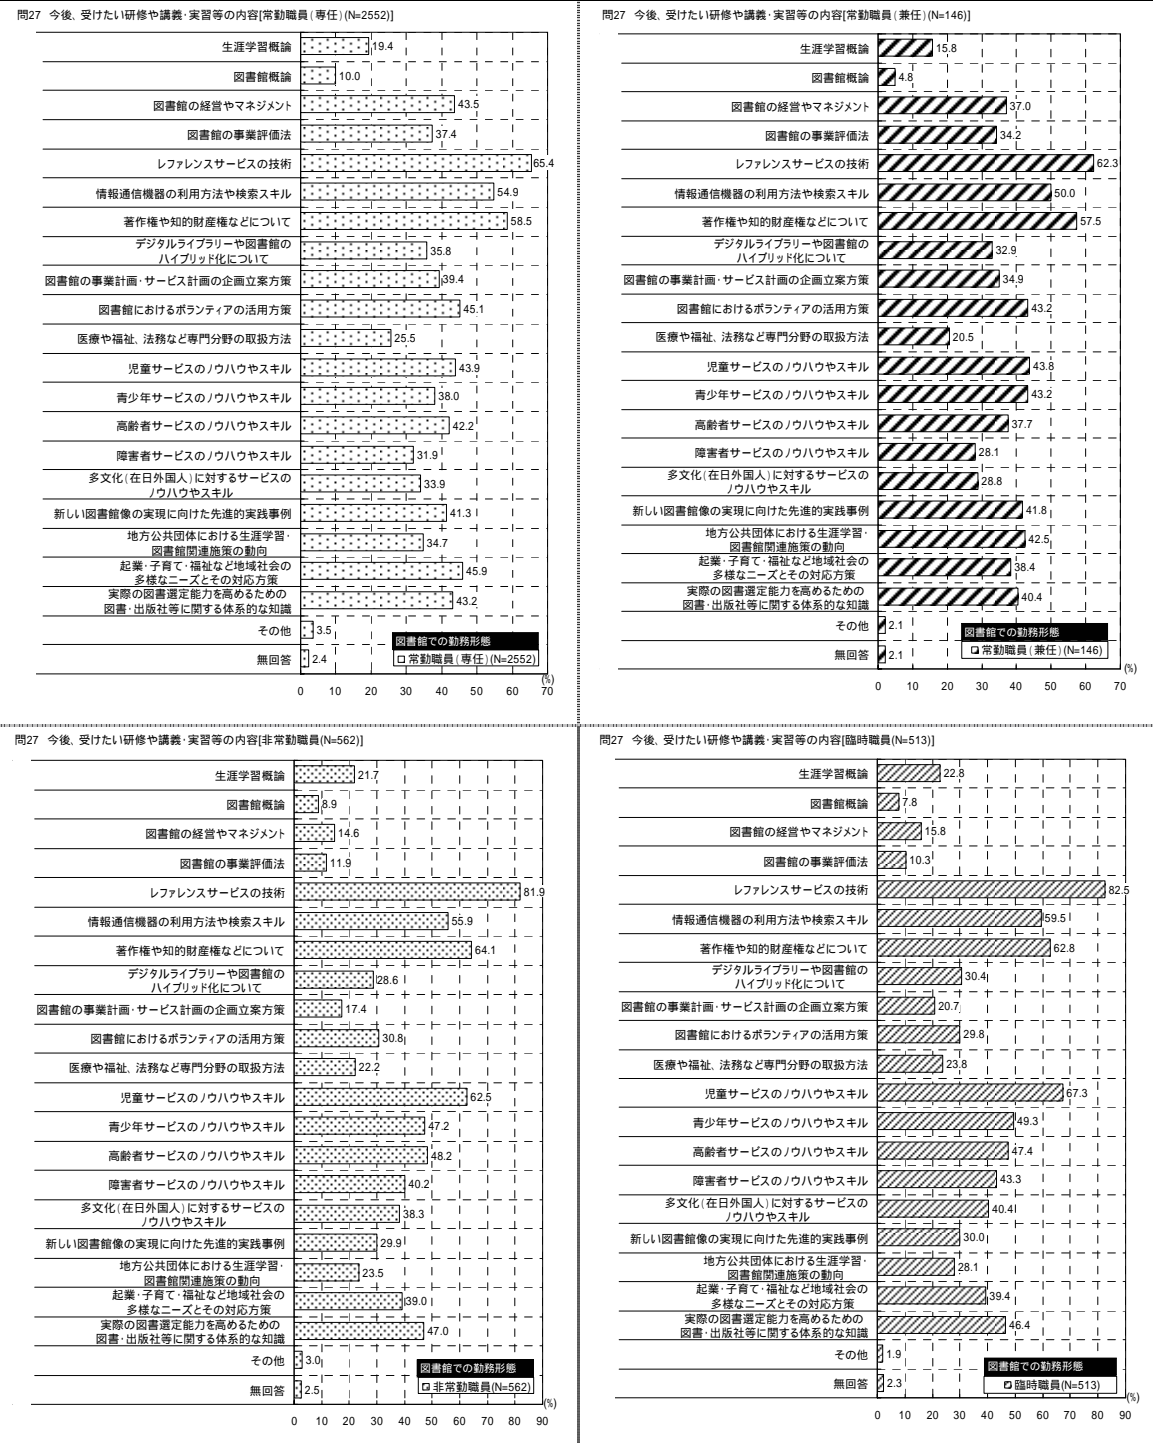 問27 今後、受けたい研修や講義・実習等の内容[常勤職員(専任)(N=2552)]
生涯学習概論 19.4
図書館概論 10.0
図書館の経営やマネジメント 43.5
図書館の事業評価法 37.4
レファレンスサービスの技術 65.4
情報通信機器の利用方法や検索スキル 54.9
著作権や知的財産権などについて 58.5
デジタルライブラリーや図書館の
ハイブリッド化について 35.8
図書館の事業計画・サービス計画の企画立案方策 39.4
図書館におけるボランティアの活用方策 45.1
医療や福祉、法務など専門分野の取扱方法 25.5
児童サービスのノウハウやスキル 43.9
青少年サービスのノウハウやスキル 38.0
高齢者サービスのノウハウやスキル 42.2
障害者サービスのノウハウやスキル 31.9
多文化(在日外国人)に対するサービスの
ノウハウやスキル 33.9
新しい図書館像の実現に向けた先進的実践事例 41.3
地方公共団体における生涯学習・
図書館関連施策の動向 34.7
起業・子育て・福祉など地域社会の
多様なニーズとその対応方策 45.9
実際の図書選定能力を高めるための
図書・出版社等に関する体系的な知識 43.2
その他 3.5
無回答 2.4
図書館での勤務形態
常勤職員(専任)(N=2552)
(%)
0 10 20 30 40 50 60 70
問27 今後、受けたい研修や講義・実習等の内容[常勤職員(兼任)(N=146)]
生涯学習概論 15.8
図書館概論 4.8
図書館の経営やマネジメント 37.0
図書館の事業評価法 34.2
レファレンスサービスの技術 62.3
情報通信機器の利用方法や検索スキル 50.0
著作権や知的財産権などについて 57.5
デジタルライブラリーや図書館の
ハイブリッド化について 32.9
図書館の事業計画・サービス計画の企画立案方策 34.9
図書館におけるボランティアの活用方策 43.2
医療や福祉、法務など専門分野の取扱方法 20.5
児童サービスのノウハウやスキル 43.8
青少年サービスのノウハウやスキル 43.2
高齢者サービスのノウハウやスキル 37.7
障害者サービスのノウハウやスキル 28.1
多文化(在日外国人)に対するサービスの
ノウハウやスキル 28.8
新しい図書館像の実現に向けた先進的実践事例 41.8
地方公共団体における生涯学習・
図書館関連施策の動向 42.5
起業・子育て・福祉など地域社会の
多様なニーズとその対応方策 38.4
実際の図書選定能力を高めるための
図書・出版社等に関する体系的な知識 40.4
その他 2.1
無回答 2.1
図書館での勤務形態
常勤職員(兼任)(N=146)
(%)
0 10 20 30 40 50 60 70
問27 今後、受けたい研修や講義・実習等の内容[非常勤職員(N=562)]
生涯学習概論 21.7
図書館概論 8.9
図書館の経営やマネジメント 14.6
図書館の事業評価法 11.9
レファレンスサービスの技術 81.9
情報通信機器の利用方法や検索スキル 55.9
著作権や知的財産権などについて 64.1
デジタルライブラリーや図書館の
ハイブリッド化について 28.6
図書館の事業計画・サービス計画の企画立案方策 17.4
図書館におけるボランティアの活用方策 30.8
医療や福祉、法務など専門分野の取扱方法 22.2
児童サービスのノウハウやスキル 62.5
青少年サービスのノウハウやスキル 47.2
高齢者サービスのノウハウやスキル 48.2
障害者サービスのノウハウやスキル 40.2
多文化(在日外国人)に対するサービスの
ノウハウやスキル 38.3
新しい図書館像の実現に向けた先進的実践事例 29.9
地方公共団体における生涯学習・
図書館関連施策の動向 23.5
起業・子育て・福祉など地域社会の
多様なニーズとその対応方策 39.0
実際の図書選定能力を高めるための
図書・出版社等に関する体系的な知識 47.0
その他 3.0
無回答 2.5
図書館での勤務形態
非常勤職員(N=562)
(%)
0 10 20 30 40 50 60 70 80 90
問27 今後、受けたい研修や講義・実習等の内容[臨時職員(N=513)]
生涯学習概論 22.8
図書館概論 7.8
図書館の経営やマネジメント 15.8
図書館の事業評価法 10.3
レファレンスサービスの技術 82.5
情報通信機器の利用方法や検索スキル 59.5
著作権や知的財産権などについて 62.8
デジタルライブラリーや図書館の
ハイブリッド化について 30.4
図書館の事業計画・サービス計画の企画立案方策 20.7
図書館におけるボランティアの活用方策 29.8
医療や福祉、法務など専門分野の取扱方法 23.8
児童サービスのノウハウやスキル 67.3
青少年サービスのノウハウやスキル 49.3
高齢者サービスのノウハウやスキル 47.4
障害者サービスのノウハウやスキル 43.3
多文化(在日外国人)に対するサービスの
ノウハウやスキル 40.4
新しい図書館像の実現に向けた先進的実践事例 30.0
地方公共団体における生涯学習・
図書館関連施策の動向 28.1
起業・子育て・福祉など地域社会の
多様なニーズとその対応方策 39.4
実際の図書選定能力を高めるための
図書・出版社等に関する体系的な知識 46.4
その他 1.9
無回答 2.3
図書館での勤務形態
臨時職員(N=513)
(%)
0 10 20 30 40 50 60 70 80 90